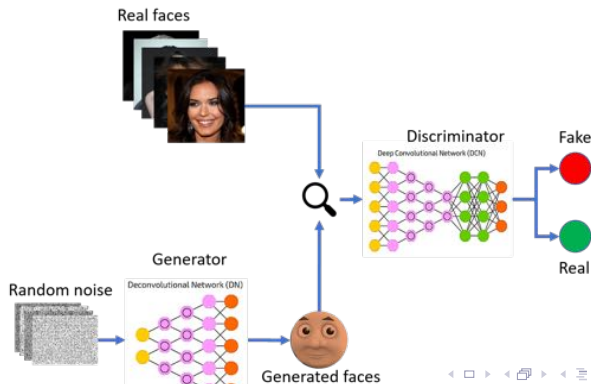 Real faces
Discriminator
Deep Convolutional Network (DCN)
Fake
Real
Generator
Deconvolutional Network (DN)
Random noise
Generated faces